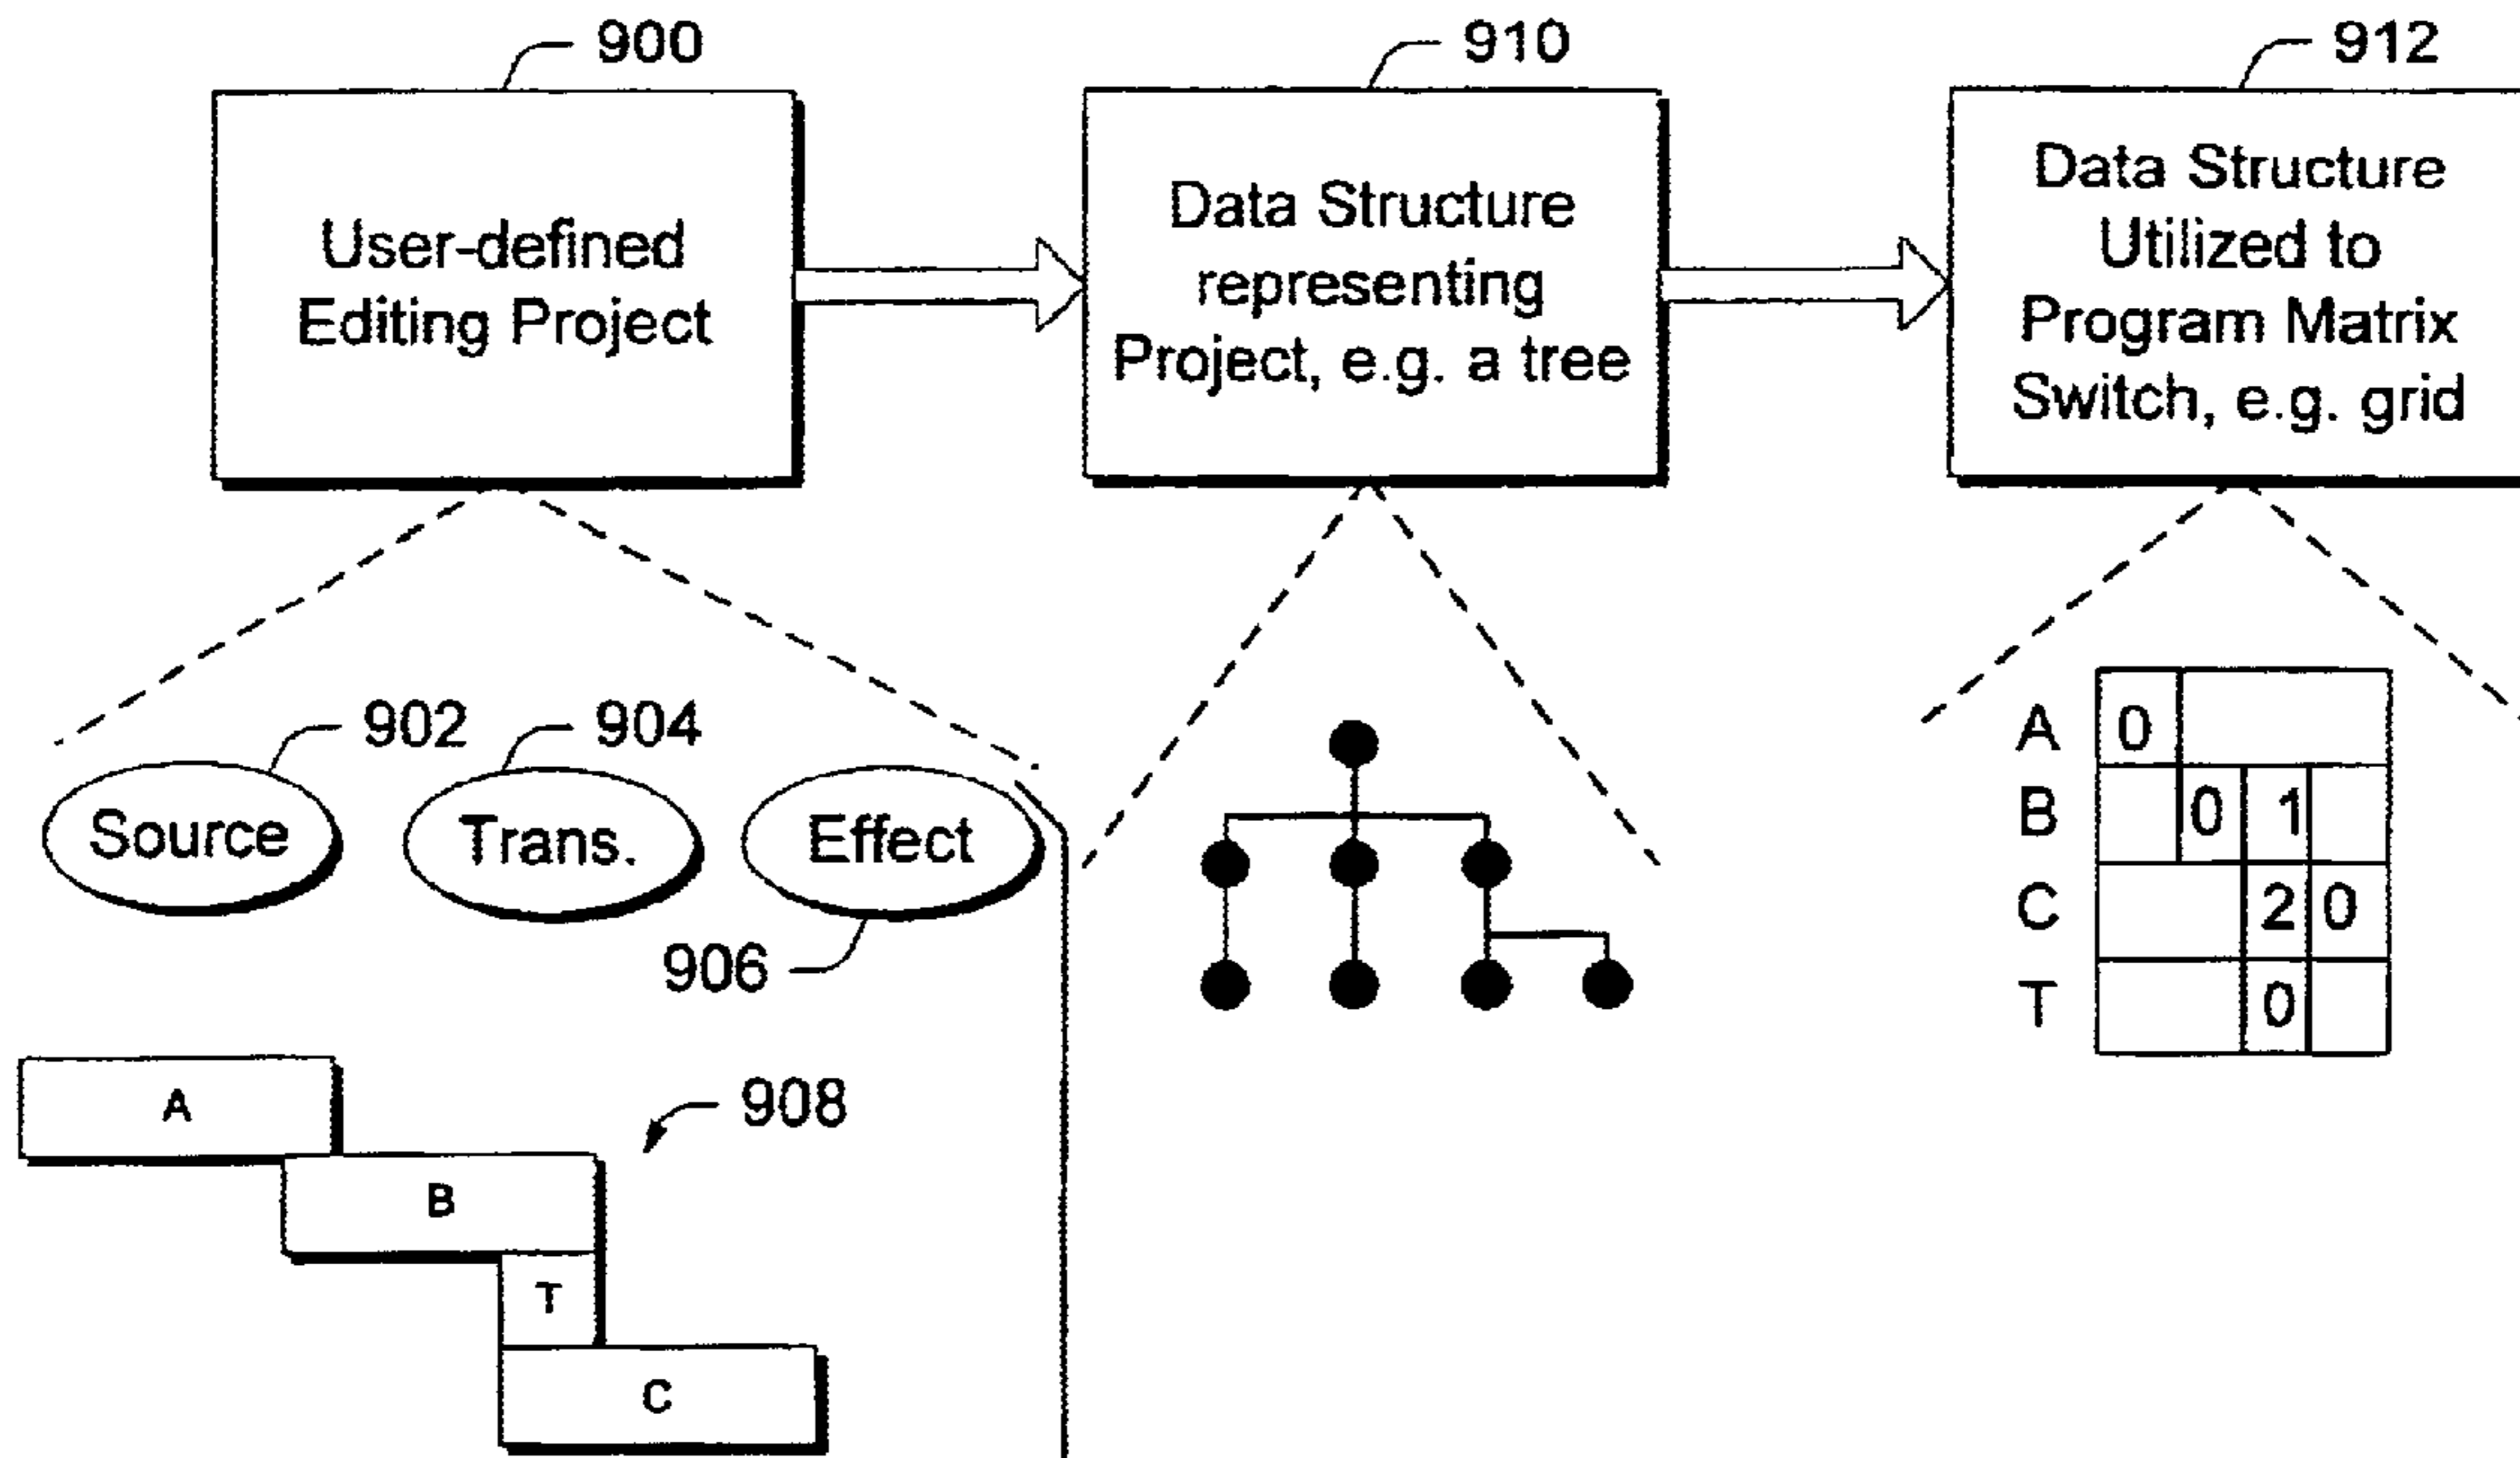 900
910
912
User-defined
Editing Project
Data Structure
representing
Project, e.g. a tree
Data Structure
Utilized to
Program Matrix
Switch, e.g. grid
902
904
Source
Trans.
Effect
906
A
B
T
C
908
A 0
B 0 1
C 2 0
T 0